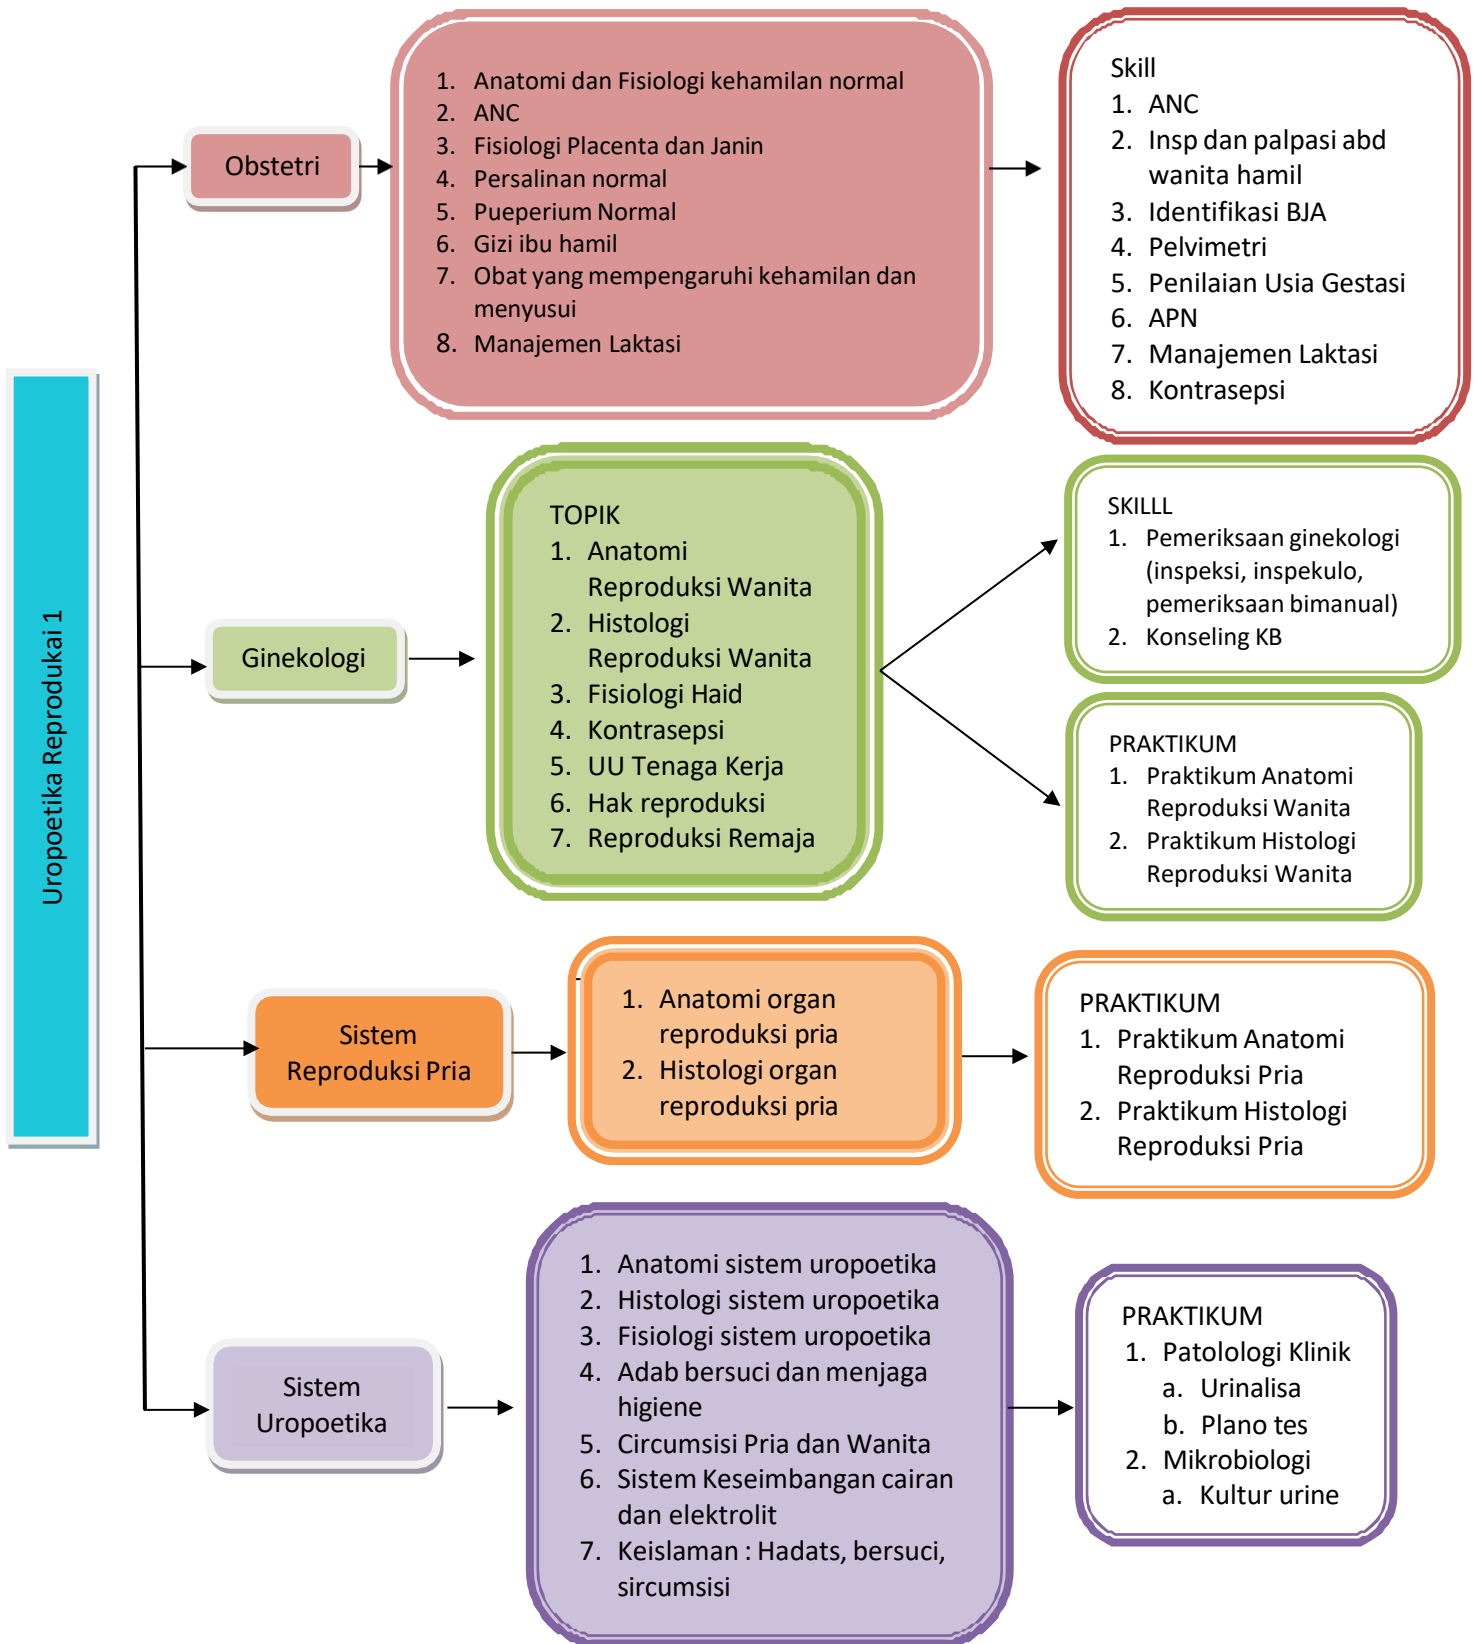 Uropoetika Reprodukai 1
Obstetri
1. Anatomi dan Fisiologi kehamilan normal
2. ANC
3. Fisiologi Placenta dan Janin
4. Persalinan normal
5. Pueperium Normal
6. Gizi ibu hamil
7. Obat yang mempengaruhi kehamilan dan
menyusui
8. Manajemen Laktasi
Skill
1. ANC
2. Insp dan palpasi abd
wanita hamil
3. Identifikasi BJA
4. Pelvimetri
5. Penilaian Usia Gestasi
6. APN
7. Manajemen Laktasi
8. Kontrasepsi
Ginekologi
TOPIK
1. Anatomi
Reproduksi Wanita
2. Histologi
Reproduksi Wanita
3. Fisiologi Haid
4. Kontrasepsi
5. UU Tenaga Kerja
6. Hak reproduksi
7. Reproduksi Remaja
SKILLL
1. Pemeriksaan ginekologi
(inspeksi, inspekulo,
pemeriksaan bimanual)
2. Konseling KB
PRAKTIKUM
1. Praktikum Anatomi
Reproduksi Wanita
2. Praktikum Histologi
Reproduksi Wanita
Sistem
Reproduksi Pria
1. Anatomi organ
reproduksi pria
2. Histologi organ
reproduksi pria
PRAKTIKUM
1. Praktikum Anatomi
Reproduksi Pria
2. Praktikum Histologi
Reproduksi Pria
Sistem
Uropoetika
1. Anatomi sistem uropoetika
2. Histologi sistem uropoetika
3. Fisiologi sistem uropoetika
4. Adab bersuci dan menjaga
higiene
5. Circumsisi Pria dan Wanita
6. Sistem Keseimbangan cairan
dan elektrolit
7. Keislaman : Hadats, bersuci,
sircumsisi
PRAKTIKUM
1. Patolologi Klinik
a. Urinalisa
b. Plano tes
2. Mikrobiologi
a. Kultur urine